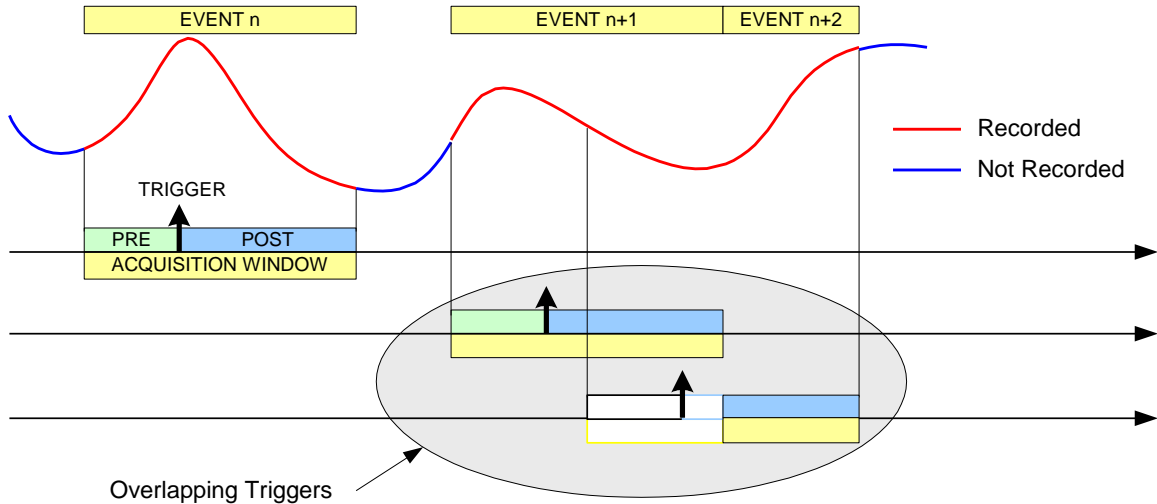 EVENT n
EVENT n+1
EVENT n+2
Recorded
Not Recorded
TRIGGER
PRE
POST
ACQUISITION WINDOW
Overlapping Triggers